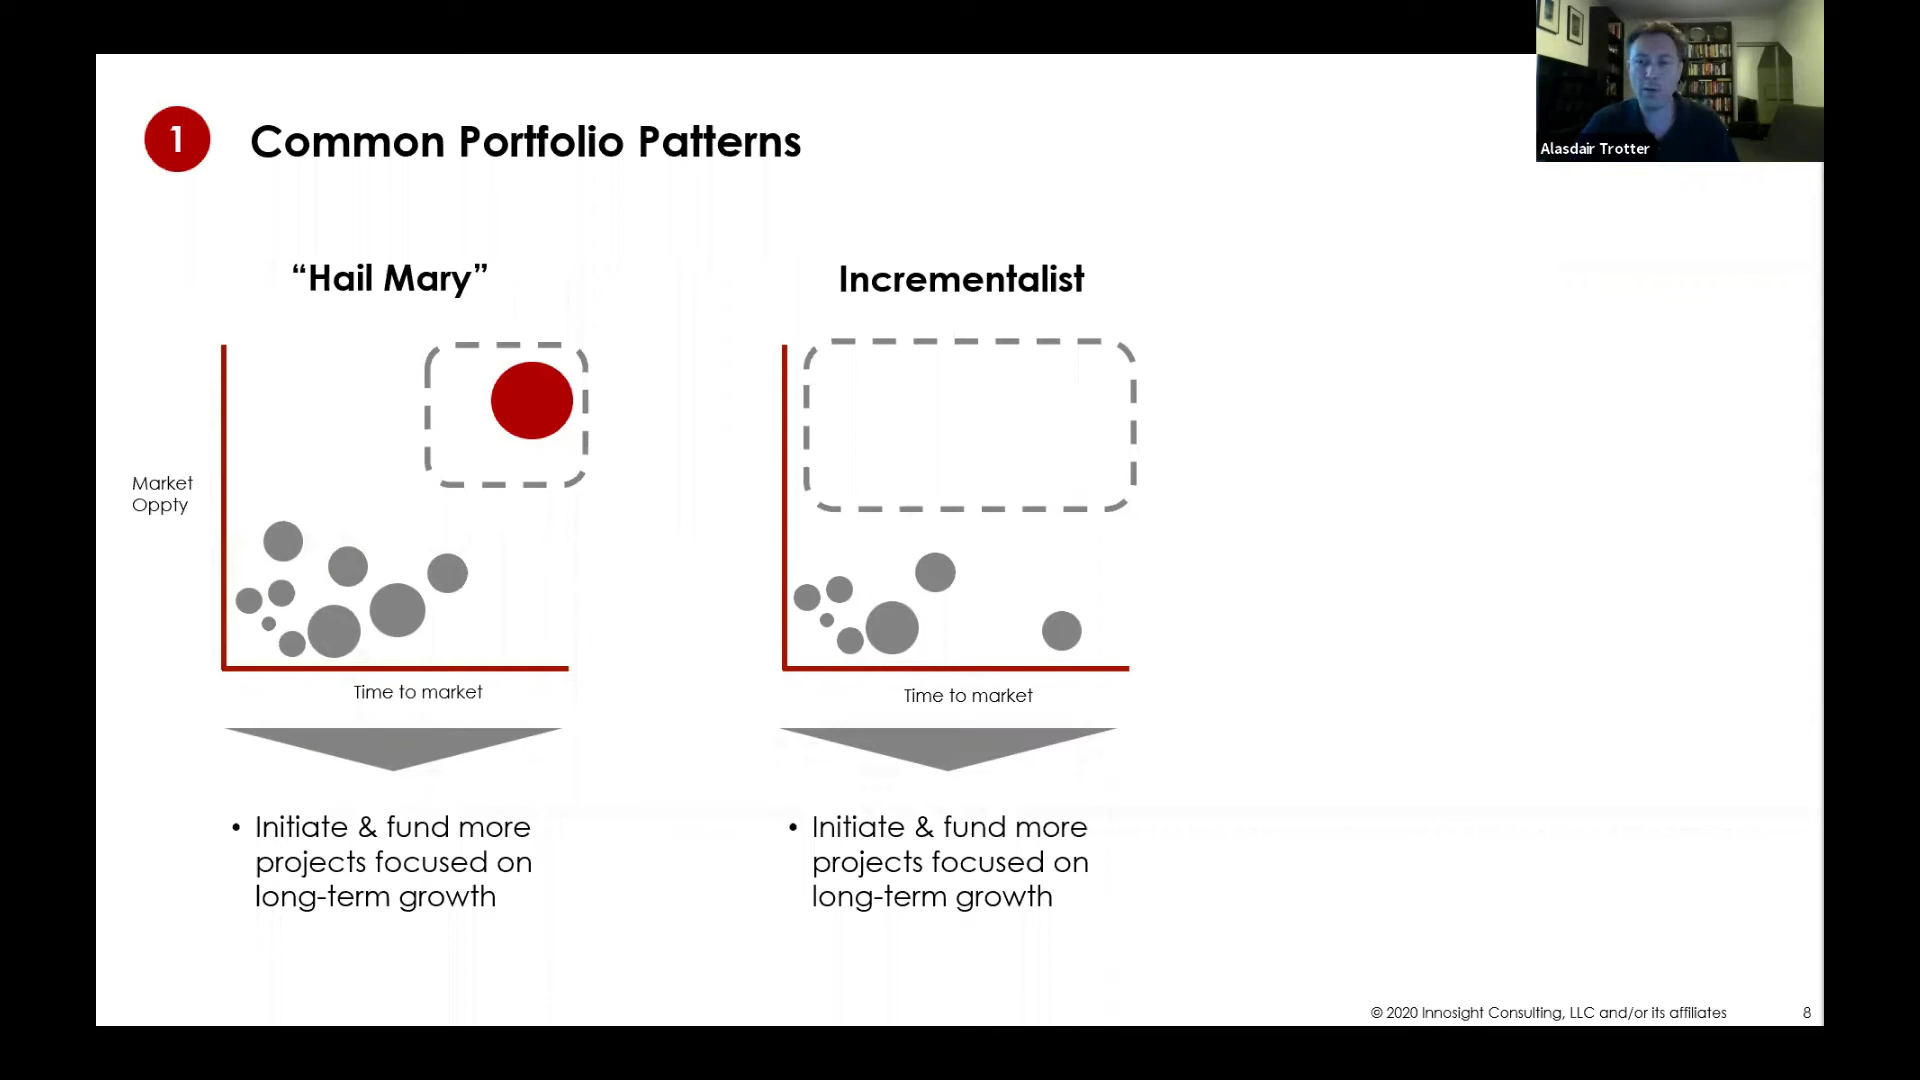 Alasdair Trotter
1
Common Portfolio Patterns
“Hail Mary”
Market
Oppty
Time to market
• Initiate & fund more
projects focused on
long-term growth
Incrementalist
Time to market
• Initiate & fund more
projects focused on
long-term growth
© 2020 Innosight Consulting, LLC and/or its affiliates
8